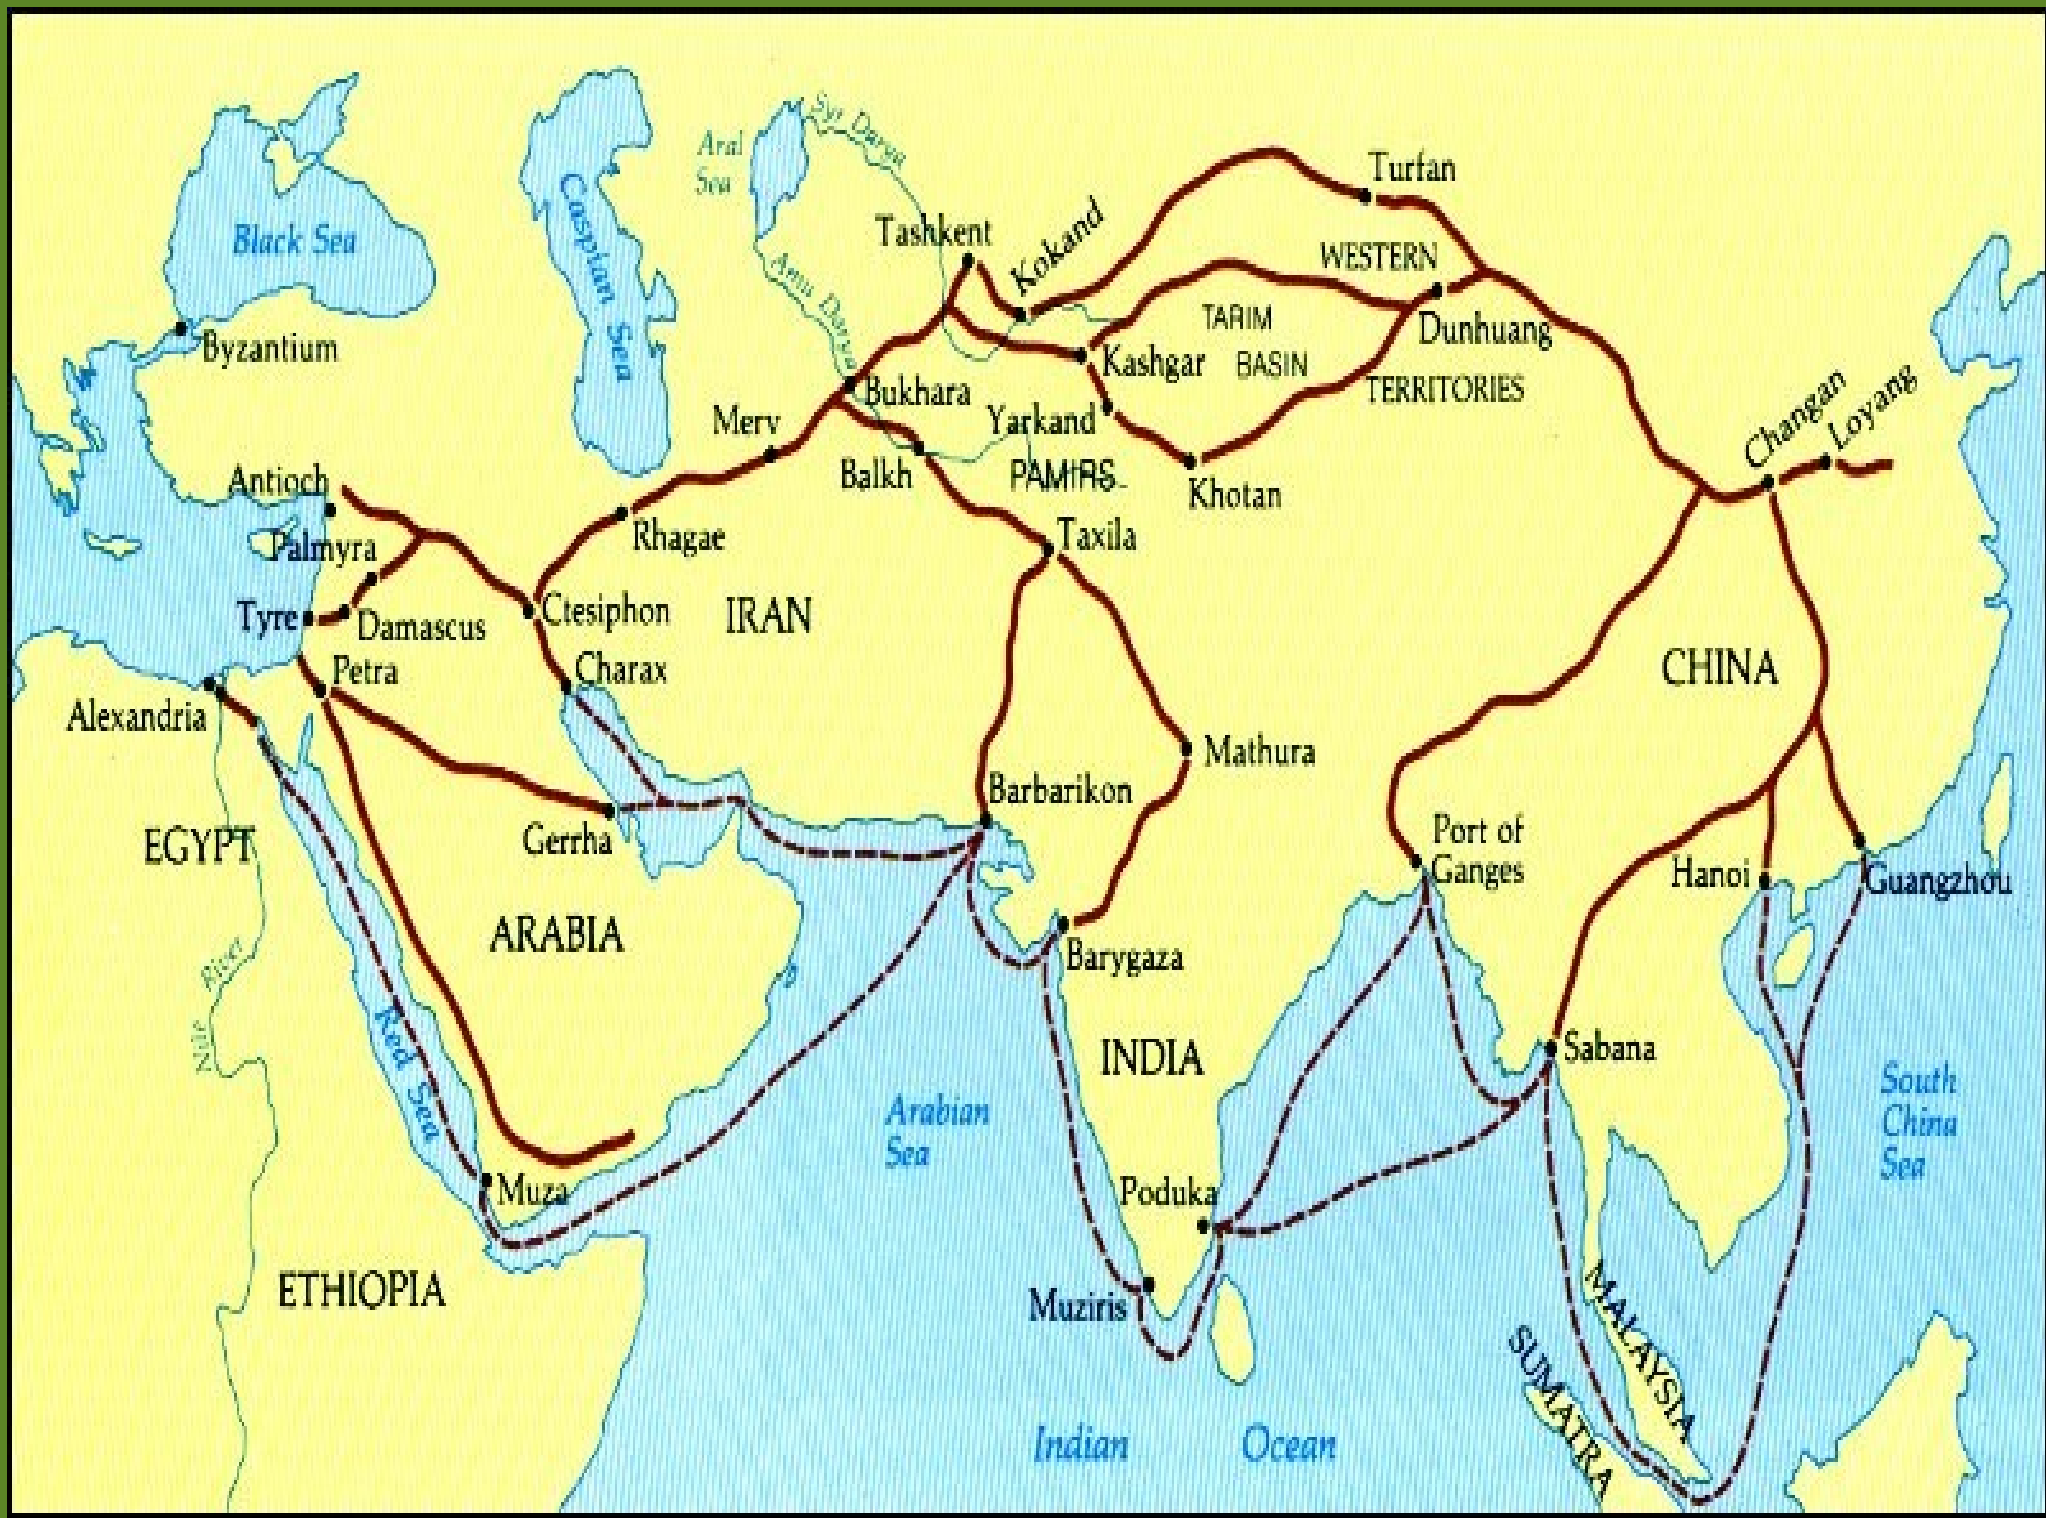 Syr Darya
Aral
Sea
Turfan
Caspian Sea
Black Sea
Tashkent
Kokand
WESTERN
Amu Darya
TARIM
BASIN
Dunhuang
Byzantium
Kashgar
TERRITORIES
Bukhara
Merv
Yarkand
Changan
Loyang
Balkh
PAMIRS
Antioch
Khotan
Rhagae
Taxila
Palmyra
Tyre
Damascus
Ctesiphon
IRAN
Petra
Charax
CHINA
Alexandria
Mathura
Barbarikon
EGYPT
Gerrha
Port of
Ganges
Hanoi
Guangzhou
ARABIA
Barygaza
Nile River
Red Sea
INDIA
Sabana
Arabian
Sea
South
China
Sea
Muza
Poduka
ETHIOPIA
Muziris
MALAYSIA
SUMATRA
Indian Ocean